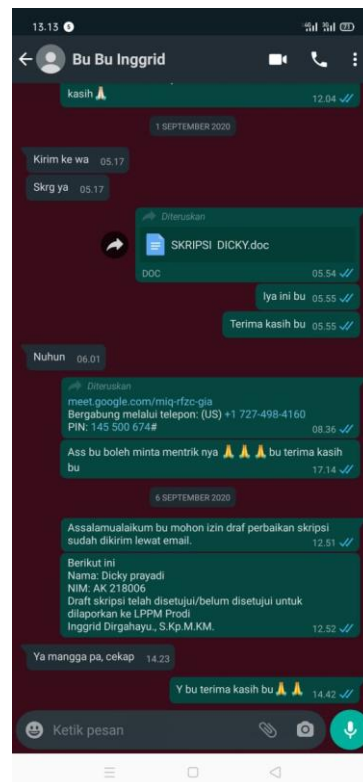 13.13
Bu Bu Inggrid
kasih 🙏
12.04
1 SEPTEMBER 2020
Kirim ke wa 05.17
Skrg ya 05.17
Diteruskan
SKRIPSI DICKY.doc
DOC 05.54
Iya ini bu 05.55
Terima kasih bu 05.55
Nuhun 06.01
Diteruskan
meet.google.com/miq-rfzc-gia
Bergabung melalui telepon: (US) +1 727-498-4160
PIN: 145 500 674#
08.36
Ass bu boleh minta mentrik nya 🙏 🙏 🙏 bu terima kasih
bu
17.14
6 SEPTEMBER 2020
Assalamualaikum bu mohon izin draf perbaikan skripsi
sudah dikirim lewat email.
12.51
Berikut ini
Nama: Dicky prayadi
NIM: AK 218006
Draft skripsi telah disetujui/belum disetujui untuk
dilaporkan ke LPPM Prodi
Inggrid Dirgahayu., S.Kp.M.KM.
12.52
Ya mangga pa, cekap 14.23
Y bu terima kasih bu 🙏 🙏 14.42
Ketik pesan